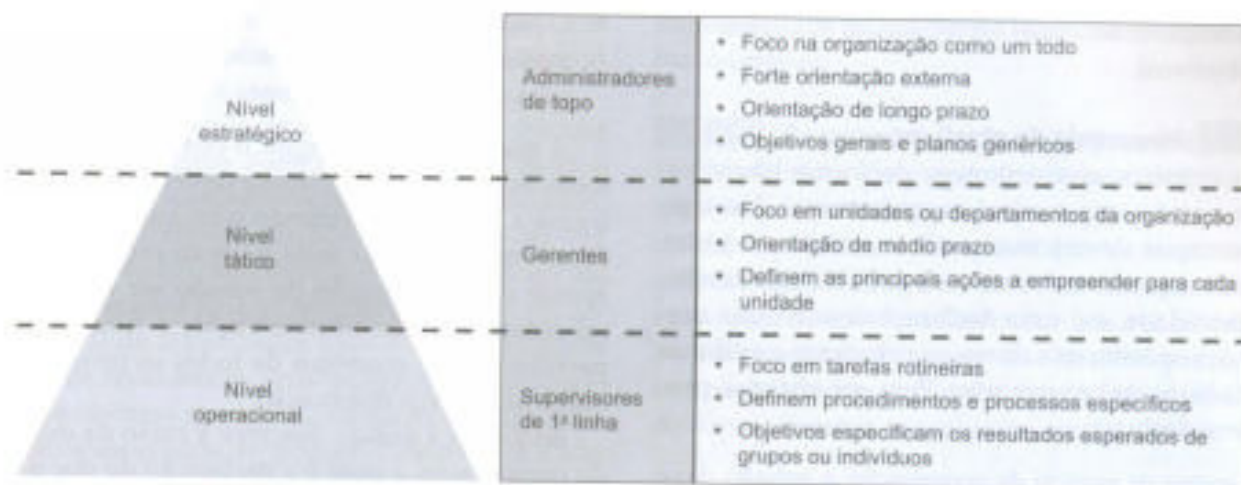 Nível
estratégico
Administradores
de topo
• Foco na organização como um todo
• Forte orientação externa
• Orientação de longo prazo
• Objetivos gerais e planos genéricos
Nível
tático
Gerentes
• Foco em unidades ou departamentos da organização
• Orientação de médio prazo
• Definem as principais ações a empreender para cada
unidade
Nível
operacional
Supervisores
de 1ª linha
• Foco em tarefas rotineiras
• Definem procedimentos e processos específicos
• Objetivos especificam os resultados esperados de
grupos ou indivíduos